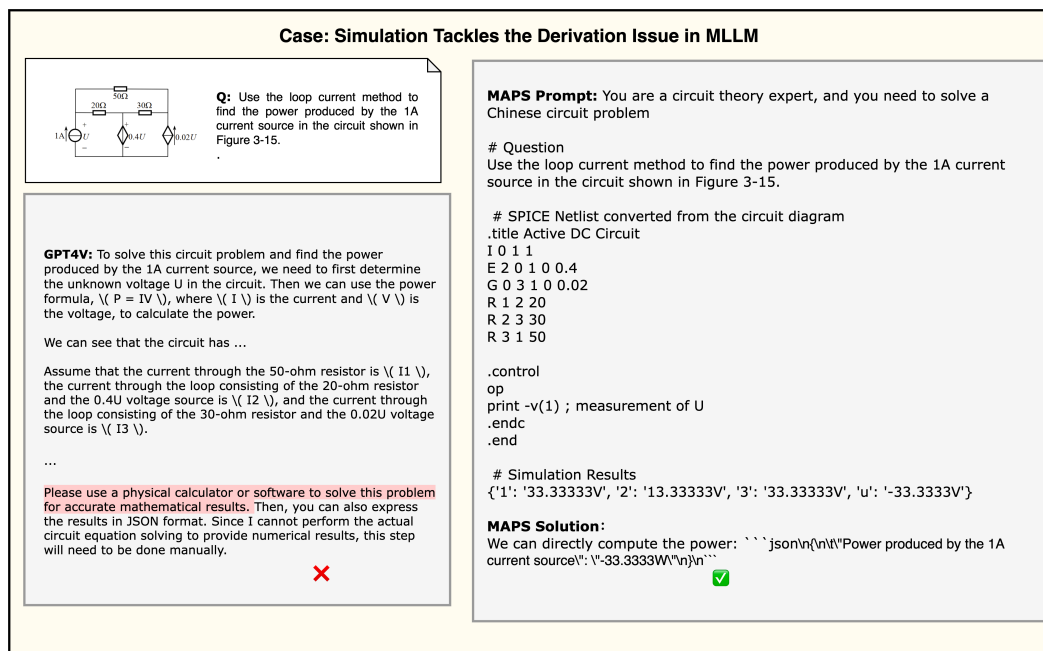 Case: Simulation Tackles the Derivation Issue in MLLM
50Ω
20Ω 30Ω
1A
+
U
−
+
0.4U
−
0.02U
Q: Use the loop current method to
find the power produced by the 1A
current source in the circuit shown in
Figure 3-15.
.
GPT4V: To solve this circuit problem and find the power
produced by the 1A current source, we need to first determine
the unknown voltage U in the circuit. Then we can use the power
formula, \( P = IV \), where \( I \) is the current and \( V \) is
the voltage, to calculate the power.
We can see that the circuit has ...
Assume that the current through the 50-ohm resistor is \( I1 \),
the current through the loop consisting of the 20-ohm resistor
and the 0.4U voltage source is \( I2 \), and the current through
the loop consisting of the 30-ohm resistor and the 0.02U voltage
source is \( I3 \).
...
Please use a physical calculator or software to solve this problem
for accurate mathematical results. Then, you can also express
the results in JSON format. Since I cannot perform the actual
circuit equation solving to provide numerical results, this step
will need to be done manually.
MAPS Prompt: You are a circuit theory expert, and you need to solve a
Chinese circuit problem
# Question
Use the loop current method to find the power produced by the 1A current
source in the circuit shown in Figure 3-15.
# SPICE Netlist converted from the circuit diagram
.title Active DC Circuit
I 0 1 1
E 2 0 1 0 0.4
G 0 3 1 0 0.02
R 1 2 20
R 2 3 30
R 3 1 50
.control
op
print -v(1) ; measurement of U
.endc
.end
# Simulation Results
{'1': '33.33333V', '2': '13.33333V', '3': '33.33333V', 'u': '-33.3333V'}
MAPS Solution:
We can directly compute the power: ```json\n{\n\t\"Power produced by the 1A
current source\": \"-33.3333W\"\n}\n```